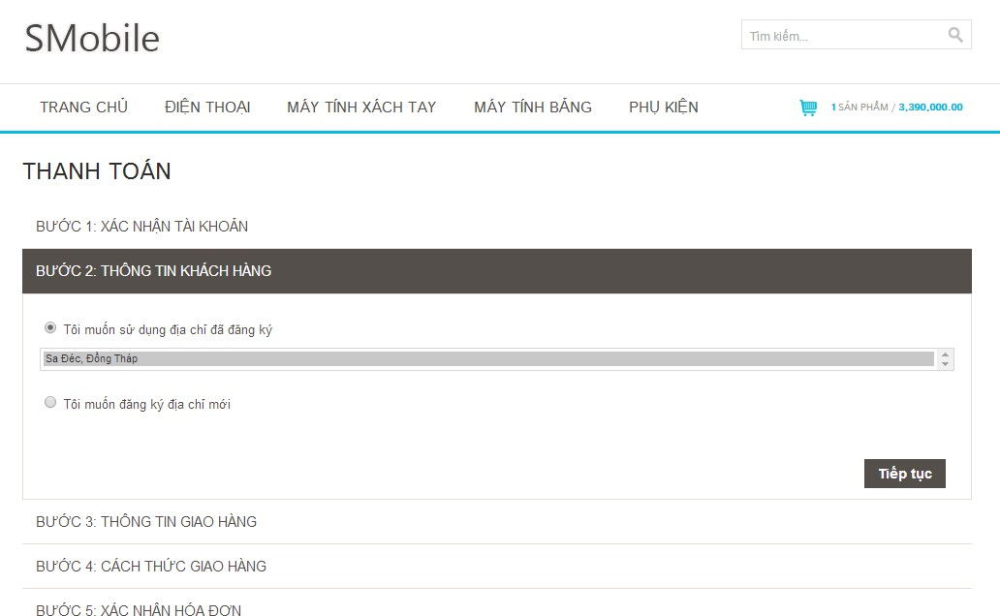 SMobile
Tìm kiếm...
TRANG CHỦ ĐIỆN THOẠI MÁY TÍNH XÁCH TAY MÁY TÍNH BẢNG PHỤ KIỆN 1 SẢN PHẨM / 3,390,000.00
THANH TOÁN
BƯỚC 1: XÁC NHẬN TÀI KHOẢN
BƯỚC 2: THÔNG TIN KHÁCH HÀNG
Tôi muốn sử dụng địa chỉ đã đăng ký
Sa Đéc, Đồng Tháp
Tôi muốn đăng ký địa chỉ mới
Tiếp tục
BƯỚC 3: THÔNG TIN GIAO HÀNG
BƯỚC 4: CÁCH THỨC GIAO HÀNG
BƯỚC 5: XÁC NHẬN HÓA ĐƠN